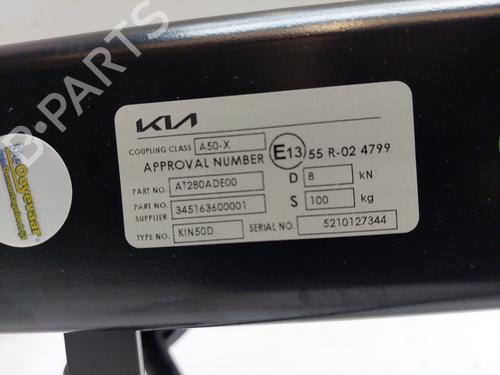 B-PARTS
KIA
COUPLING CLASS A50-X
APPROVAL NUMBER E13 55 R-02 4799
PART NO. AT280ADE00 D 8 kN
PART NO. SUPPLIER 345163600001 S 100 kg
TYPE NO. KIN50D SERIAL NO. 5210127344